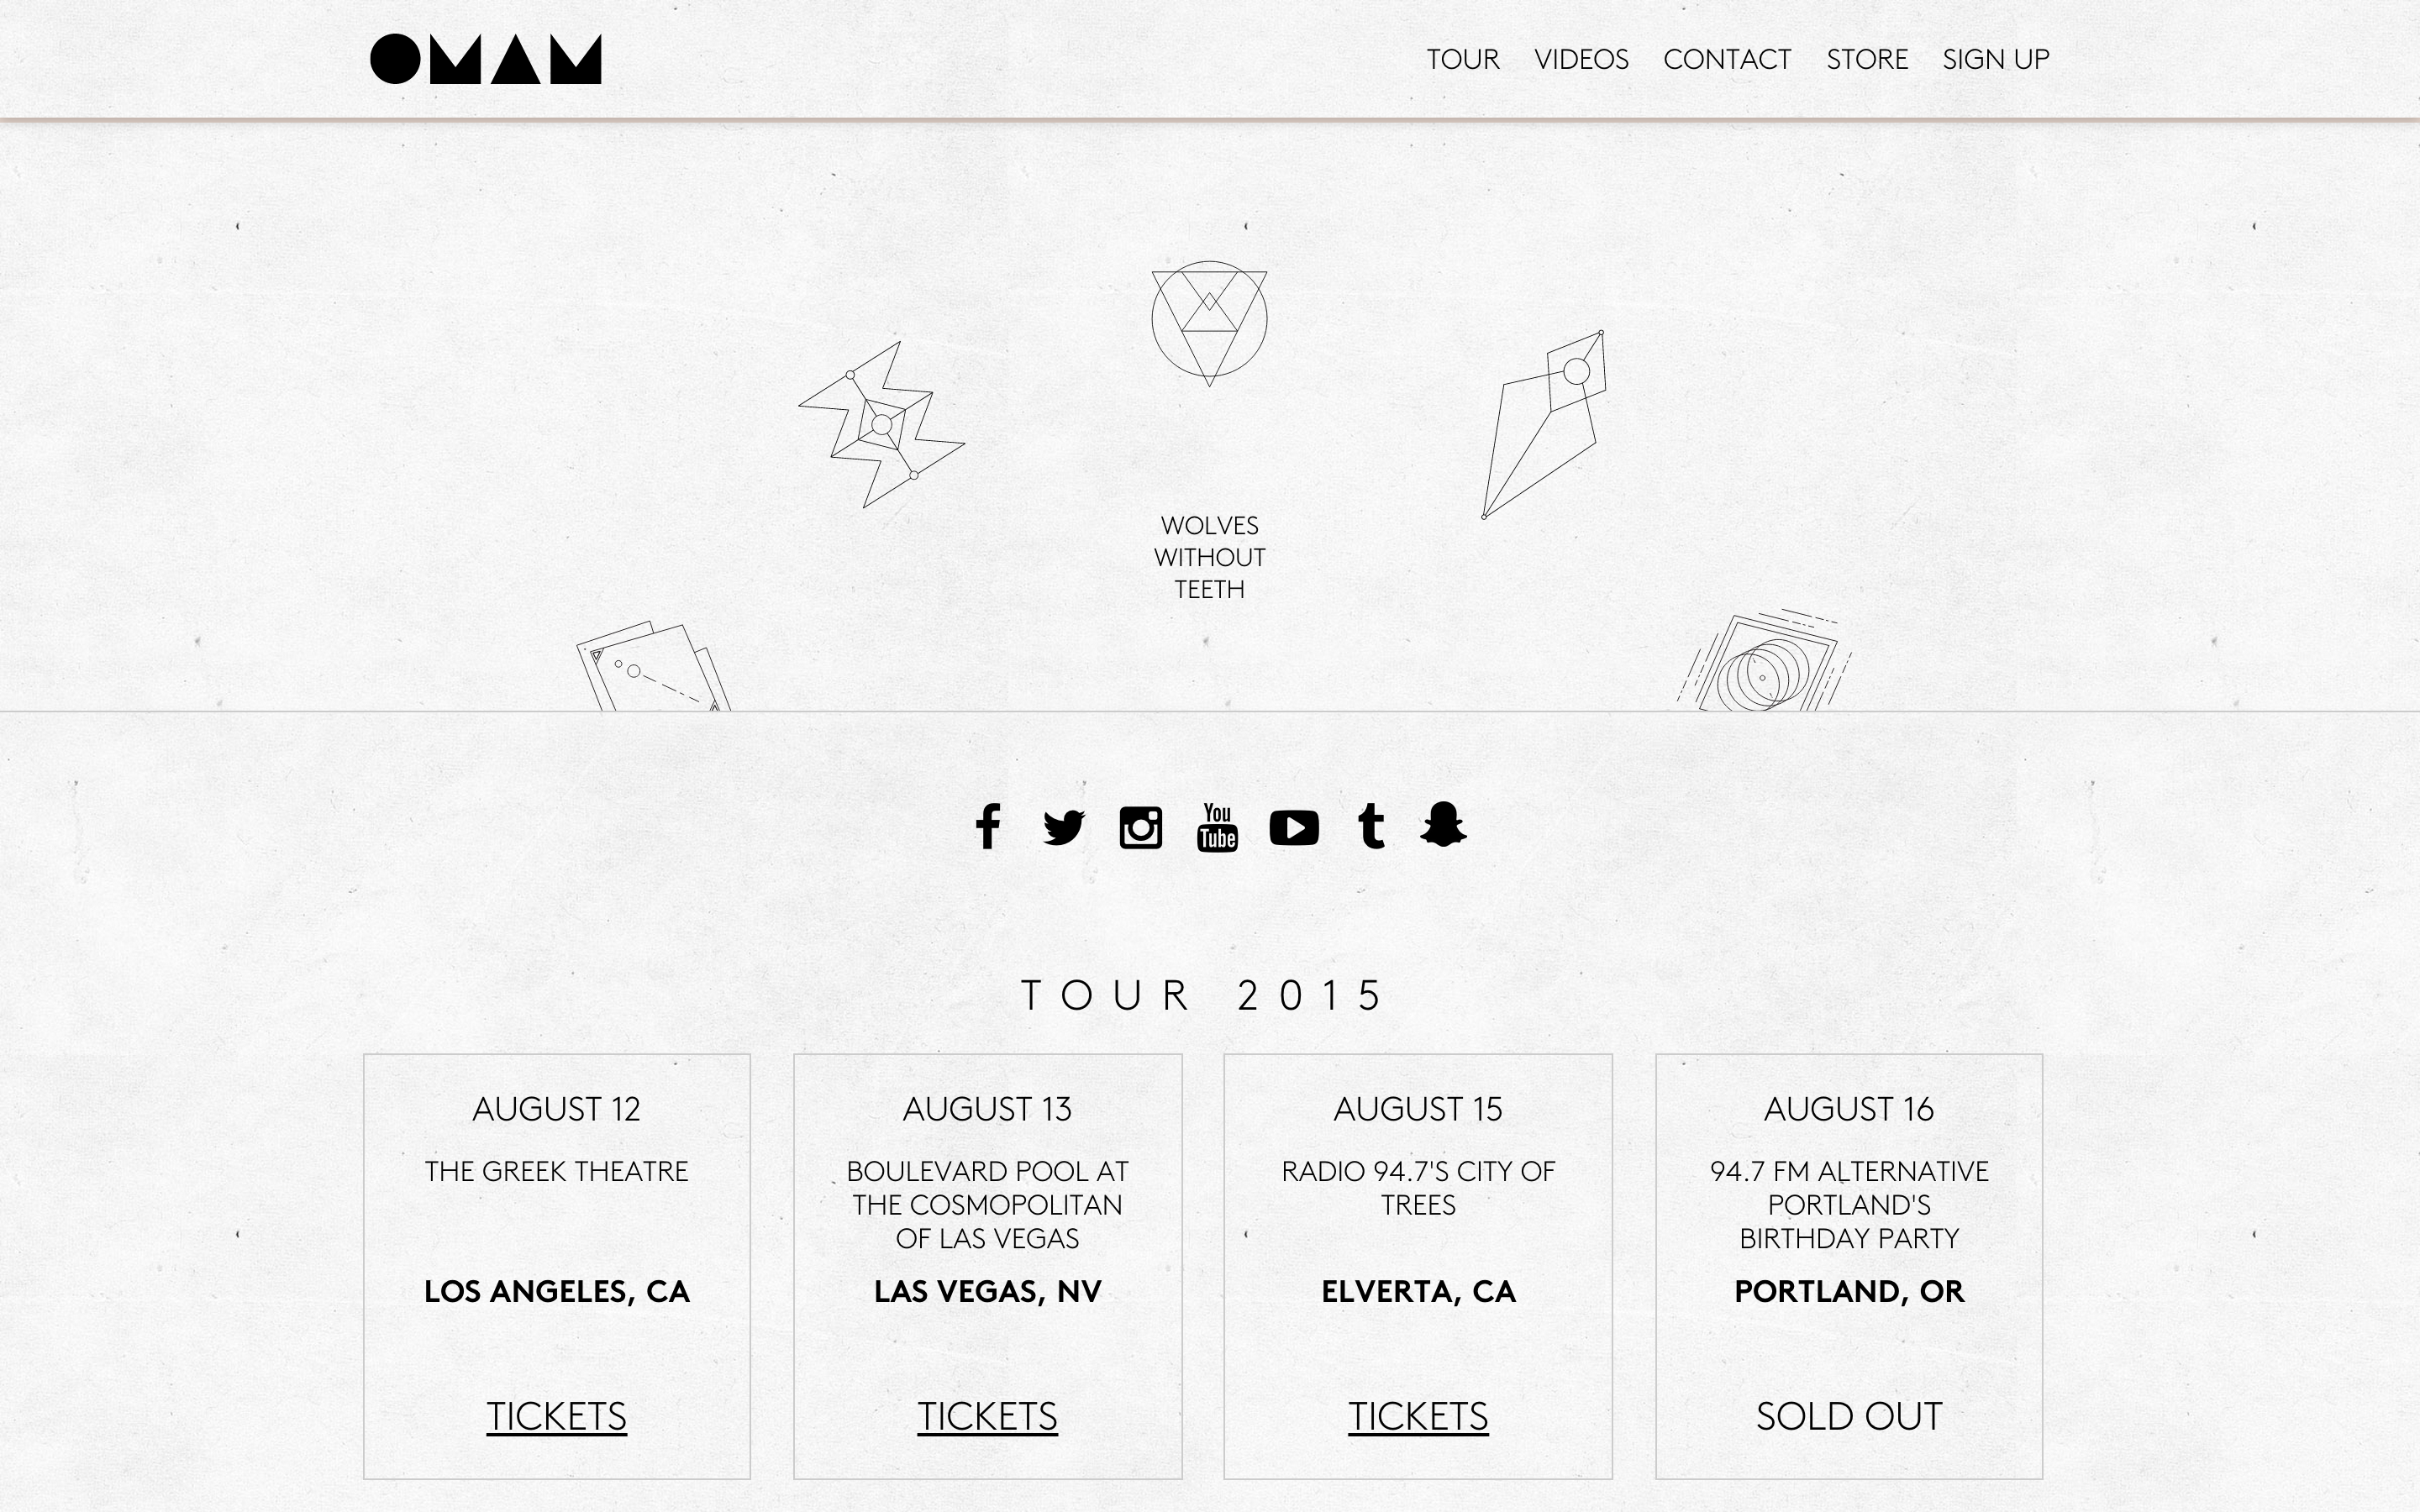 OMAM
TOUR VIDEOS CONTACT STORE SIGN UP
WOLVES
WITHOUT
TEETH
You
Tube
TOUR 2015
AUGUST 12
THE GREEK THEATRE
LOS ANGELES, CA
TICKETS
AUGUST 13
BOULEVARD POOL AT
THE COSMOPOLITAN
OF LAS VEGAS
LAS VEGAS, NV
TICKETS
AUGUST 15
RADIO 94.7'S CITY OF
TREES
ELVERTA, CA
TICKETS
AUGUST 16
94.7 FM ALTERNATIVE
PORTLAND'S
BIRTHDAY PARTY
PORTLAND, OR
SOLD OUT